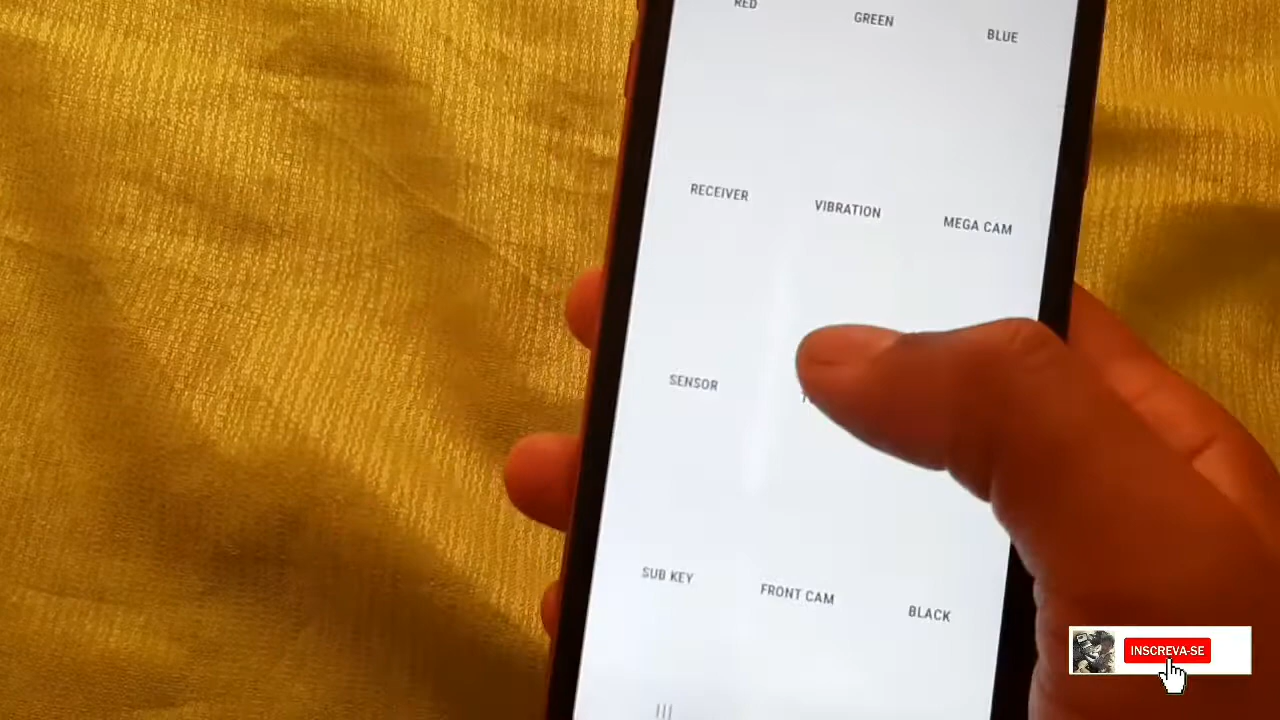 RED GREEN BLUE
RECEIVER VIBRATION MEGA CAM
SENSOR
SUB KEY FRONT CAM BLACK
INSCREVA-SE